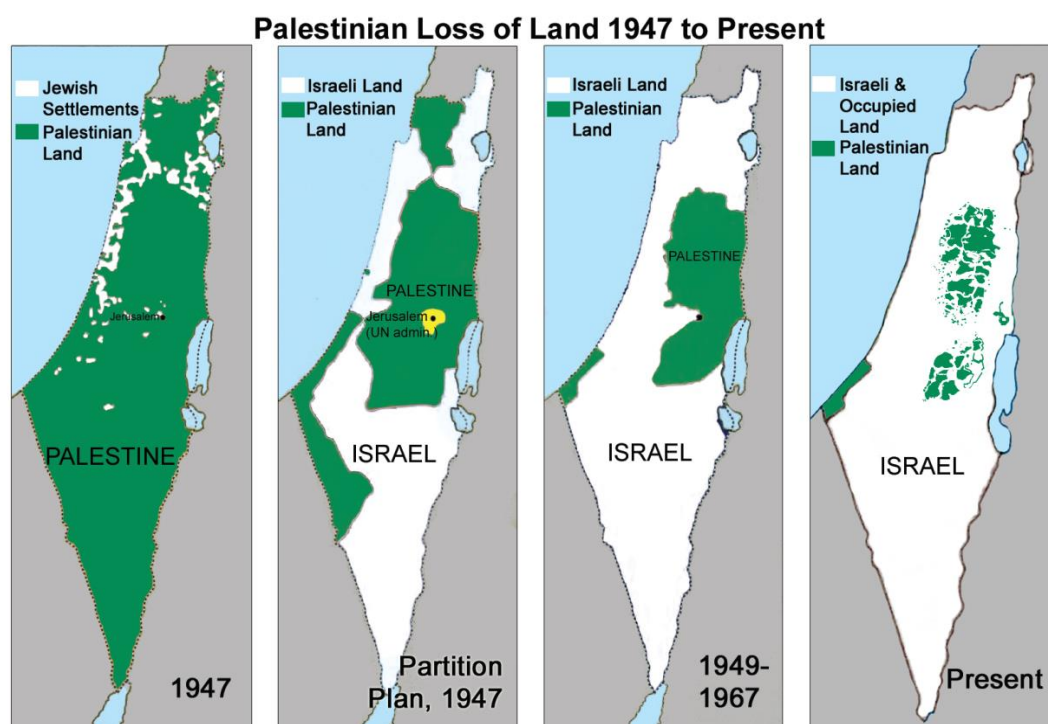 Palestinian Loss of Land 1947 to Present
Jewish
Settlements
Palestinian
Land
Jerusalem
PALESTINE
1947
Israeli Land
Palestinian
Land
PALESTINE
Jerusalem
(UN admin.)
ISRAEL
Partition
Plan, 1947
Israeli Land
Palestinian
Land
PALESTINE
ISRAEL
1949-
1967
Israeli &
Occupied
Land
Palestinian
Land
ISRAEL
Present